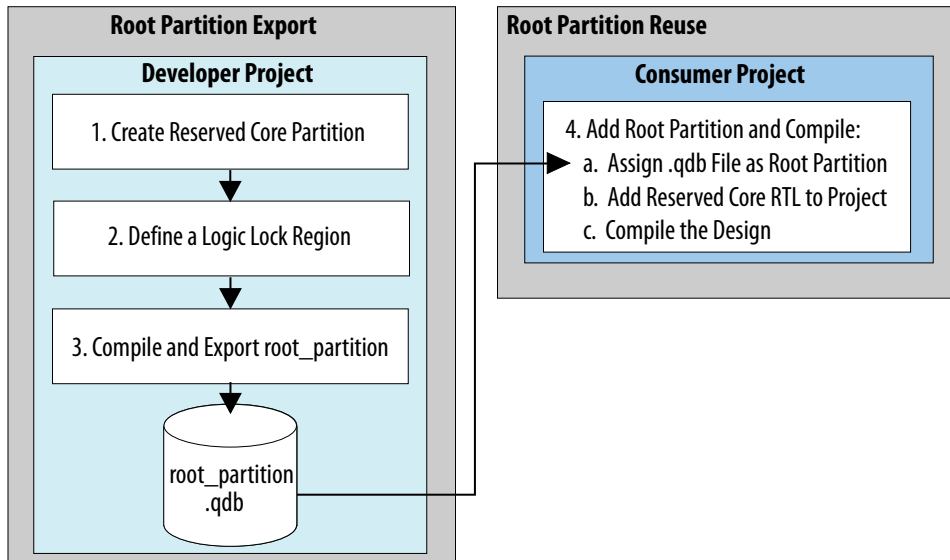 Root Partition Export
Developer Project
1. Create Reserved Core Partition
2. Define a Logic Lock Region
3. Compile and Export root_partition
root_partition
.qdb
Root Partition Reuse
Consumer Project
4. Add Root Partition and Compile:
a. Assign .qdb File as Root Partition
b. Add Reserved Core RTL to Project
c. Compile the Design